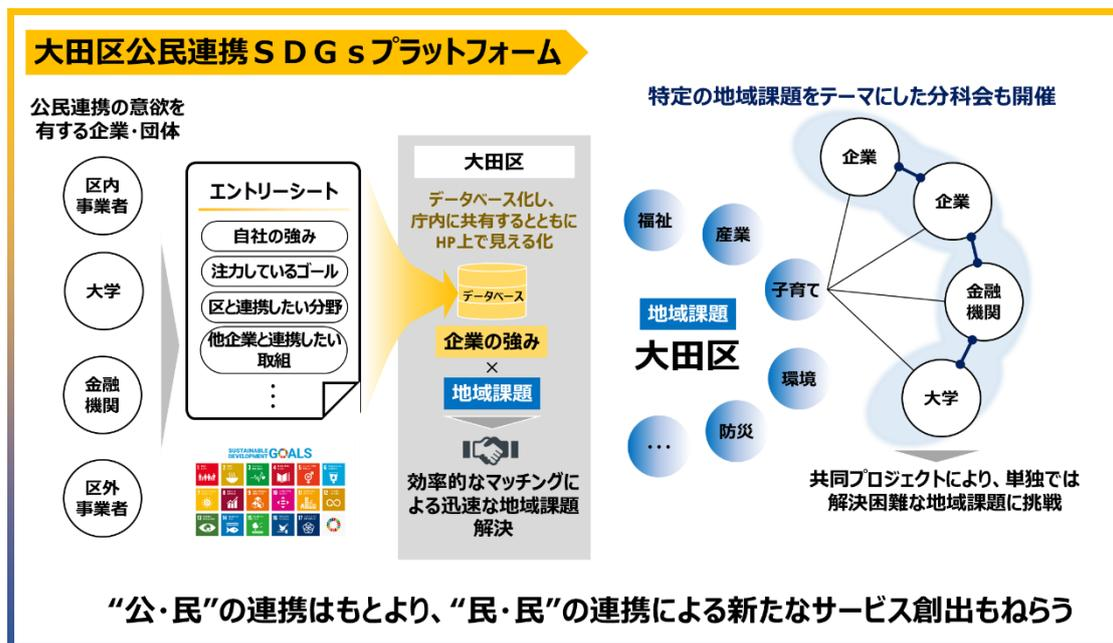 大田区公民連携SDGsプラットフォーム
公民連携の意欲を
有する企業・団体
区内
事業者
大学
金融
機関
区外
事業者
エントリーシート
自社の強み
注力しているゴール
区と連携したい分野
他企業と連携したい
取組
⋮
SUSTAINABLE
DEVELOPMENT GOALS
大田区
データベース化し、
庁内に共有するとともに
HP上で見える化
データベース
企業の強み
×
地域課題
効率的なマッチングに
よる迅速な地域課題
解決
特定の地域課題をテーマにした分科会も開催
福祉
産業
子育て
環境
防災
…
地域課題
大田区
企業
企業
金融
機関
大学
共同プロジェクトにより、単独では
解決困難な地域課題に挑戦
“公・民”の連携はもとより、“民・民”の連携による新たなサービス創出もねらう